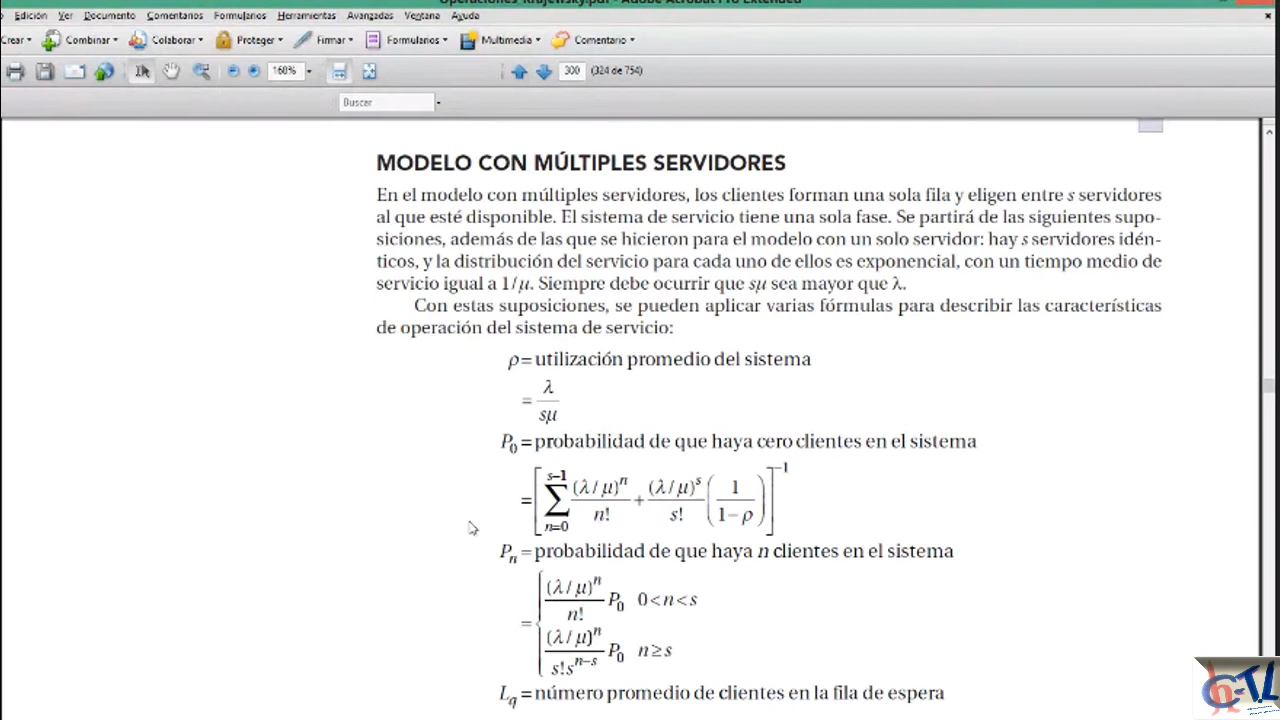 Operaciones_Krajewsky.pdf - Adobe Acrobat Pro Extended
Edición Ver Documento Comentarios Formularios Herramientas Avanzadas Ventana Ayuda
Crear Combinar Colaborar Proteger Firmar Formularios Multimedia Comentario
160% 300 (324 de 754)
Buscar
MODELO CON MÚLTIPLES SERVIDORES
En el modelo con múltiples servidores, los clientes forman una sola fila y eligen entre s servidores
al que esté disponible. El sistema de servicio tiene una sola fase. Se partirá de las siguientes supo-
siciones, además de las que se hicieron para el modelo con un solo servidor: hay s servidores idén-
ticos, y la distribución del servicio para cada uno de ellos es exponencial, con un tiempo medio de
servicio igual a 1/μ. Siempre debe ocurrir que sμ sea mayor que λ.
Con estas suposiciones, se pueden aplicar varias fórmulas para describir las características
de operación del sistema de servicio:
ρ = utilización promedio del sistema
= λ / sμ
P₀ = probabilidad de que haya cero clientes en el sistema
= [ ∑_{n=0}^{s−1} (λ/μ)ⁿ / n! + (λ/μ)ˢ / s! ( 1 / (1−ρ) ) ]⁻¹
Pₙ = probabilidad de que haya n clientes en el sistema
= { (λ/μ)ⁿ / n! P₀ 0<n<s
(λ/μ)ⁿ / s!sⁿ⁻ˢ P₀ n≥s
L_q = número promedio de clientes en la fila de espera